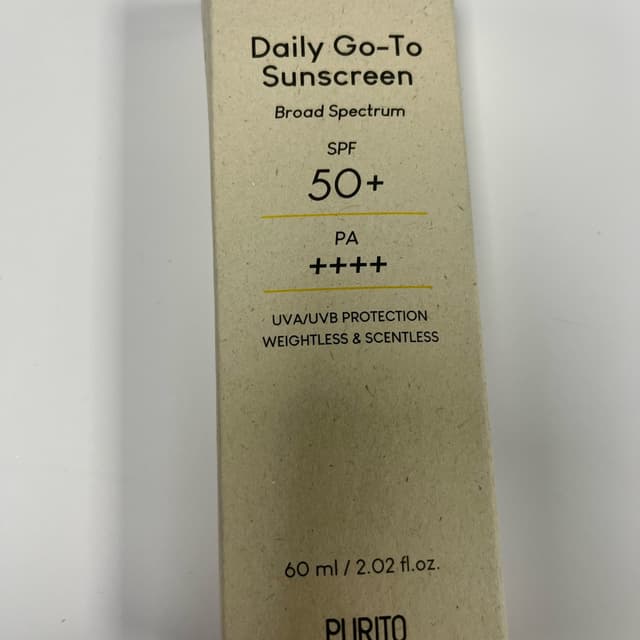 Daily Go-To
Sunscreen
Broad Spectrum
SPF
50+
PA
++++
UVA/UVB PROTECTION
WEIGHTLESS & SCENTLESS
60 ml / 2.02 fl.oz.
PURITO